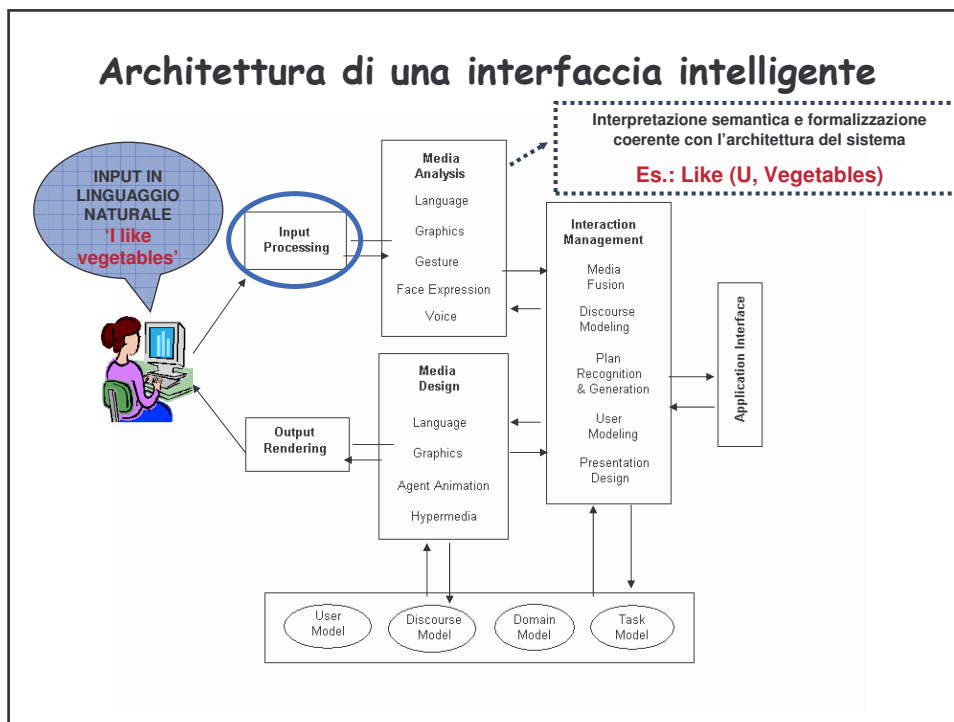 Architettura di una interfaccia intelligente
Interpretazione semantica e formalizzazione
coerente con l'architettura del sistema
Es.: Like (U, Vegetables)
INPUT IN
LINGUAGGIO
NATURALE
'I like
vegetables'
Input
Processing
Media
Analysis
Language
Graphics
Gesture
Face Expression
Voice
Interaction
Management
Media
Fusion
Discourse
Modeling
Plan
Recognition
& Generation
User
Modeling
Presentation
Design
Application Interface
Media
Design
Language
Graphics
Agent Animation
Hypermedia
Output
Rendering
User
Model
Discourse
Model
Domain
Model
Task
Model